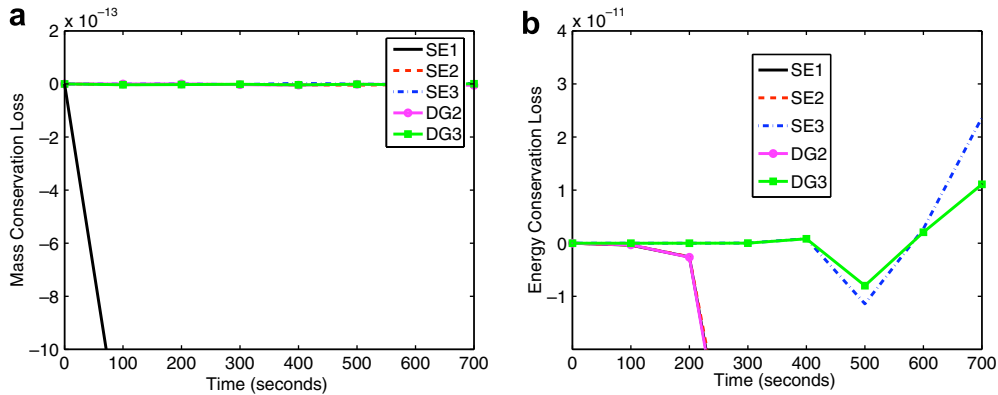 a
x 10⁻¹³
2
0
−2
−4
−6
−8
−10
Mass Conservation Loss
SE1
SE2
SE3
DG2
DG3
0 100 200 300 400 500 600 700
Time (seconds)
b
x 10⁻¹¹
4
3
2
1
0
−1
Energy Conservation Loss
SE1
SE2
SE3
DG2
DG3
0 100 200 300 400 500 600 700
Time (seconds)